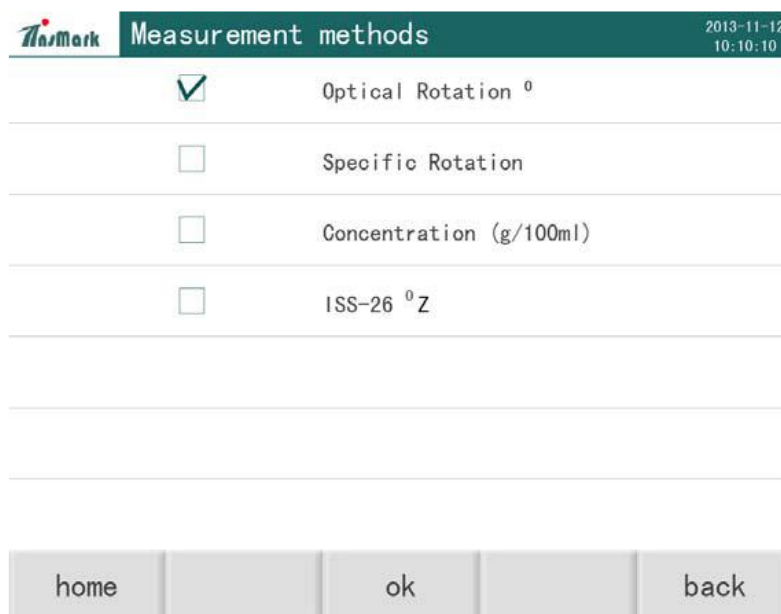 HasMark Measurement methods 2013-11-12
10:10:10
Optical Rotation ⁰
Specific Rotation
Concentration (g/100ml)
ISS-26 ⁰Z
home ok back